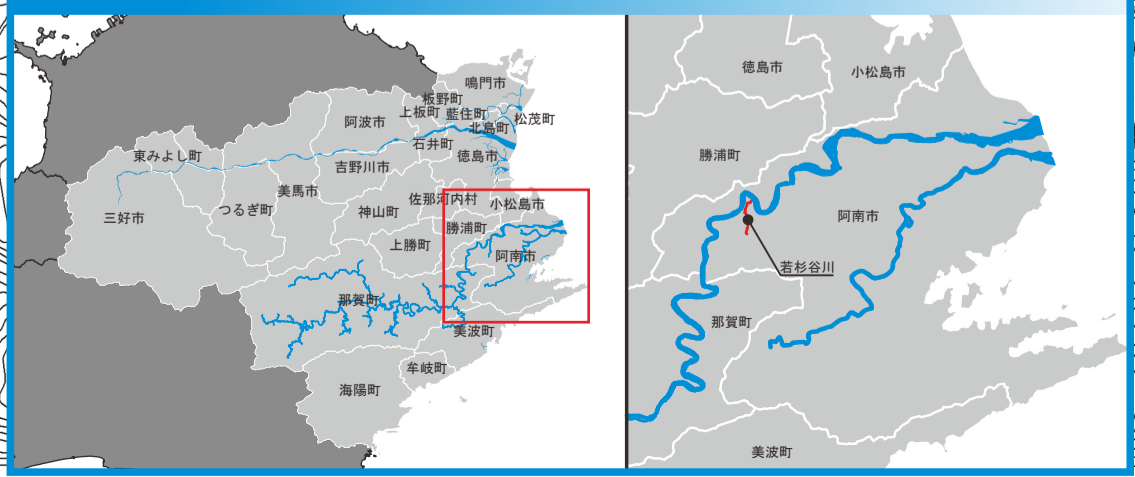 鳴門市
板野町
上板町
藍住町
松茂町
北島町
阿波市
石井町
徳島市
東みよし町
吉野川市
美馬市
つるぎ町
神山町
佐那河内村
小松島市
三好市
勝浦町
上勝町
阿南市
那賀町
美波町
牟岐町
海陽町
徳島市
小松島市
勝浦町
阿南市
若杉谷川
那賀町
美波町